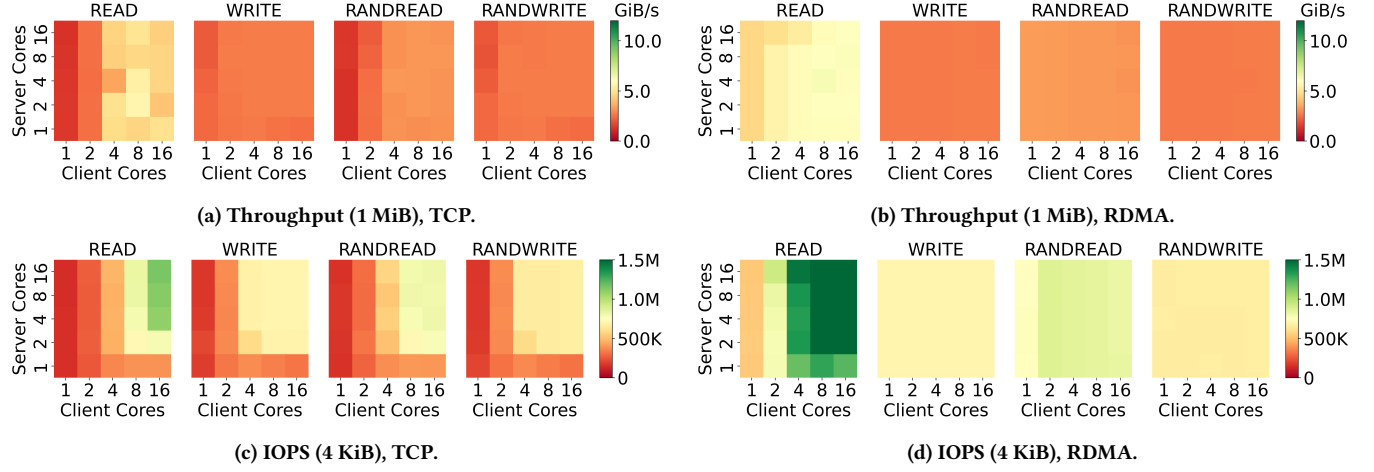 READ WRITE RANDREAD RANDWRITE GiB/s
Server Cores
16
8
4
2
1
1 2 4 8 16 1 2 4 8 16 1 2 4 8 16 1 2 4 8 16
Client Cores Client Cores Client Cores Client Cores
10.0
5.0
0.0
(a) Throughput (1 MiB), TCP.
READ WRITE RANDREAD RANDWRITE GiB/s
Server Cores
16
8
4
2
1
1 2 4 8 16 1 2 4 8 16 1 2 4 8 16 1 2 4 8 16
Client Cores Client Cores Client Cores Client Cores
10.0
5.0
0.0
(b) Throughput (1 MiB), RDMA.
READ WRITE RANDREAD RANDWRITE
Server Cores
16
8
4
2
1
1 2 4 8 16 1 2 4 8 16 1 2 4 8 16 1 2 4 8 16
Client Cores Client Cores Client Cores Client Cores
1.5M
1.0M
500K
0
(c) IOPS (4 KiB), TCP.
READ WRITE RANDREAD RANDWRITE
Server Cores
16
8
4
2
1
1 2 4 8 16 1 2 4 8 16 1 2 4 8 16 1 2 4 8 16
Client Cores Client Cores Client Cores Client Cores
1.5M
1.0M
500K
0
(d) IOPS (4 KiB), RDMA.